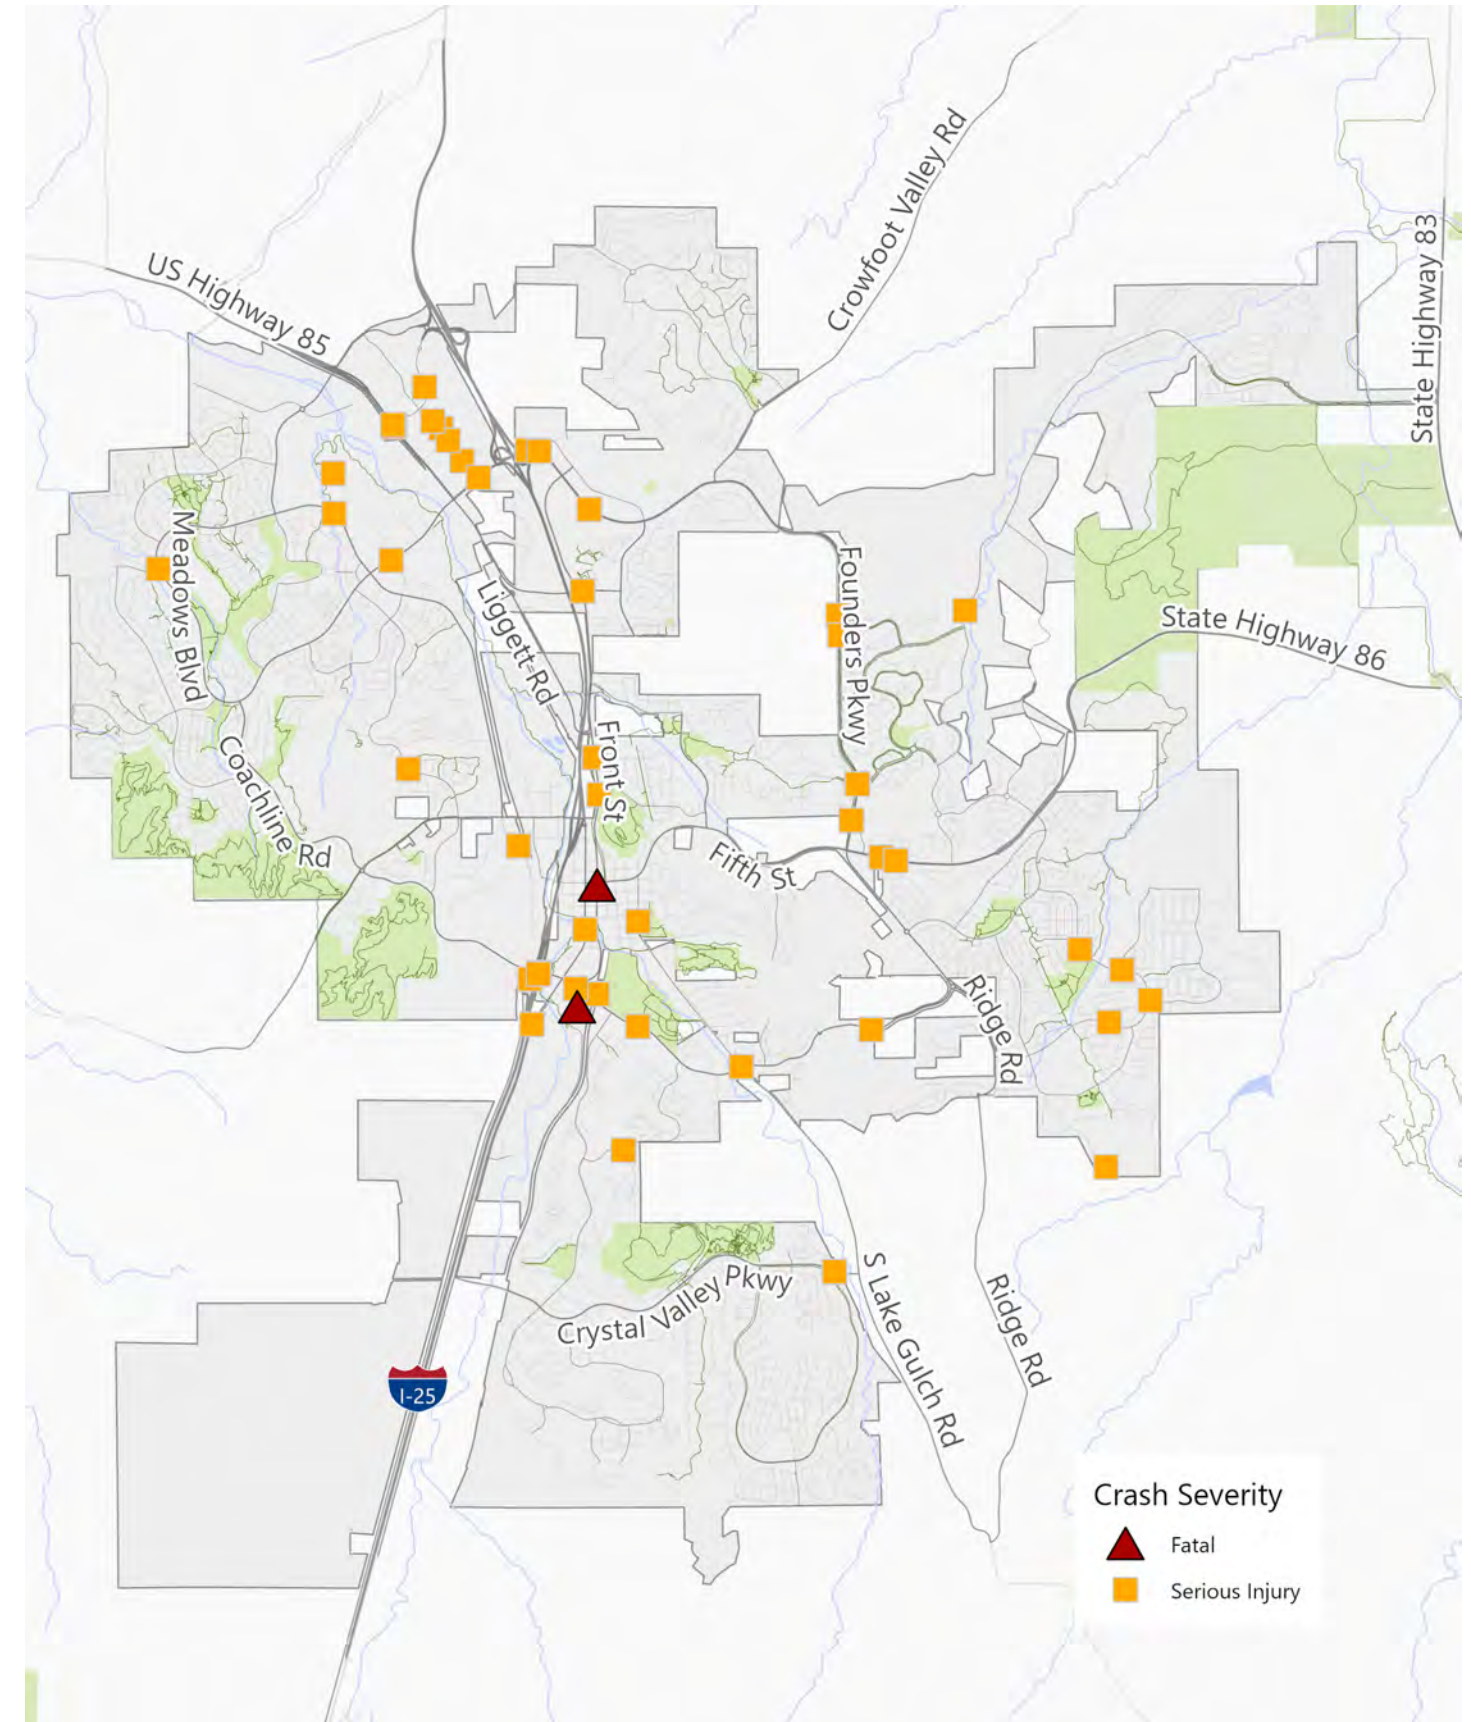 Crowfoot Valley Rd
State Highway 83
US Highway 85
Meadows Blvd
Liggett Rd
Founders Pkwy
State Highway 86
Front St
Coachline Rd
Fifth St
Ridge Rd
Crystal Valley Pkwy
S Lake Gulch Rd
Ridge Rd
I-25
Crash Severity
Fatal
Serious Injury